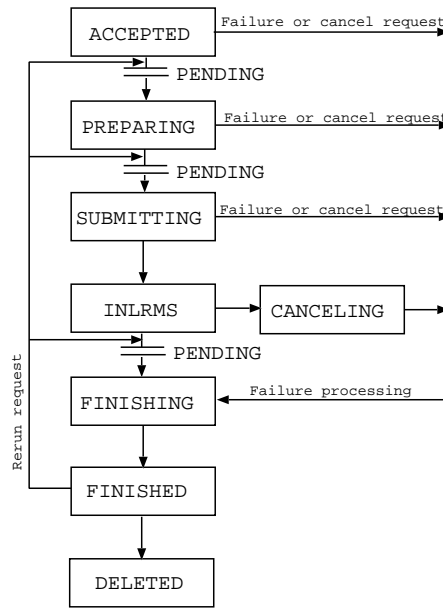 ACCEPTED
Failure or cancel request
PENDING
PREPARING
Failure or cancel request
PENDING
SUBMITTING
Failure or cancel request
INLRMS
CANCELING
PENDING
Rerun request
FINISHING
Failure processing
FINISHED
DELETED